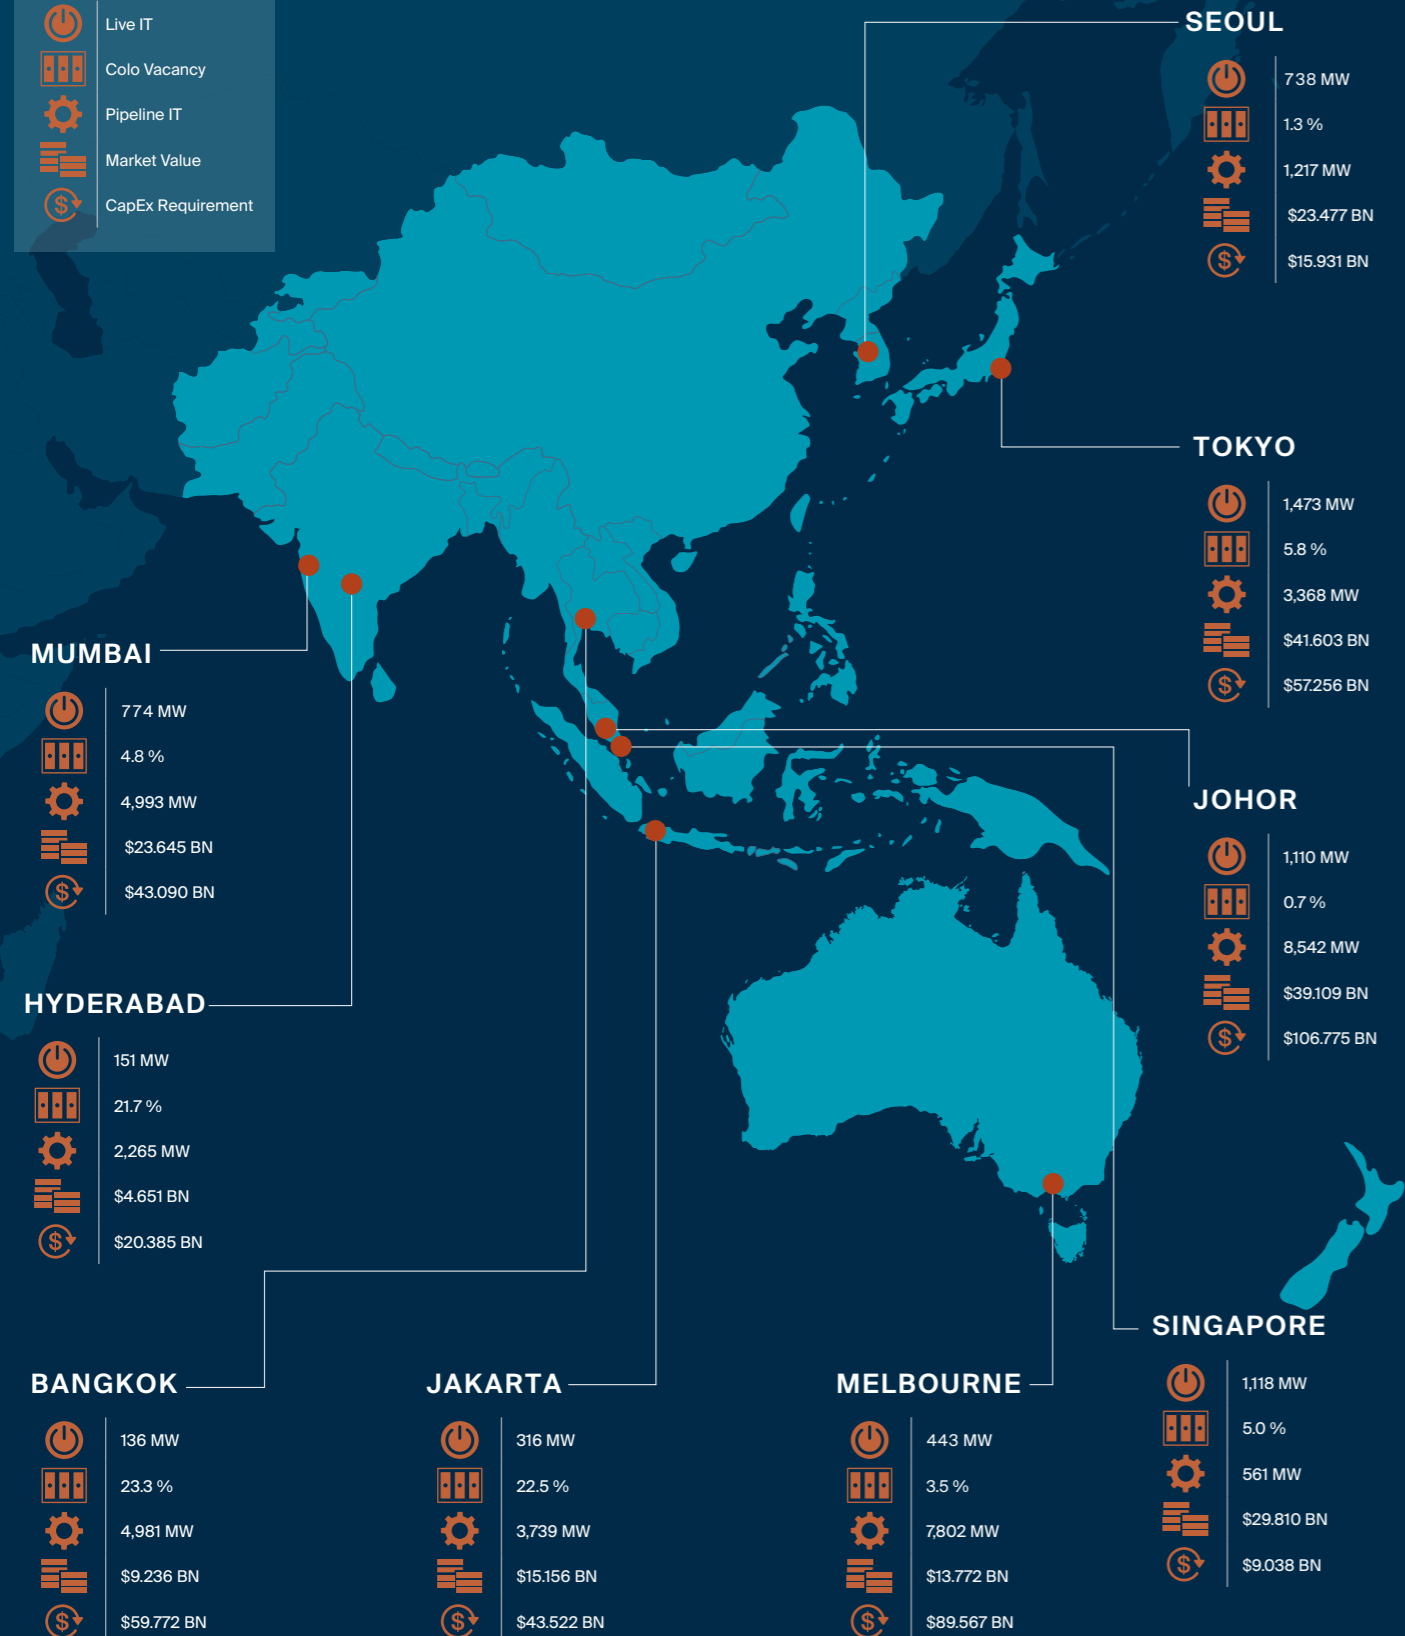 Live IT
Colo Vacancy
Pipeline IT
Market Value
CapEx Requirement
SEOUL
738 MW
1.3 %
1,217 MW
$23.477 BN
$15.931 BN
TOKYO
1,473 MW
5.8 %
3,368 MW
$41.603 BN
$57.256 BN
MUMBAI
774 MW
4.8 %
4,993 MW
$23.645 BN
$43.090 BN
JOHOR
1,110 MW
0.7 %
8,542 MW
$39.109 BN
$106.775 BN
HYDERABAD
151 MW
21.7 %
2,265 MW
$4.651 BN
$20.385 BN
BANGKOK
136 MW
23.3 %
4,981 MW
$9.236 BN
$59.772 BN
JAKARTA
316 MW
22.5 %
3,739 MW
$15.156 BN
$43.522 BN
MELBOURNE
443 MW
3.5 %
7,802 MW
$13.772 BN
$89.567 BN
SINGAPORE
1,118 MW
5.0 %
561 MW
$29.810 BN
$9.038 BN